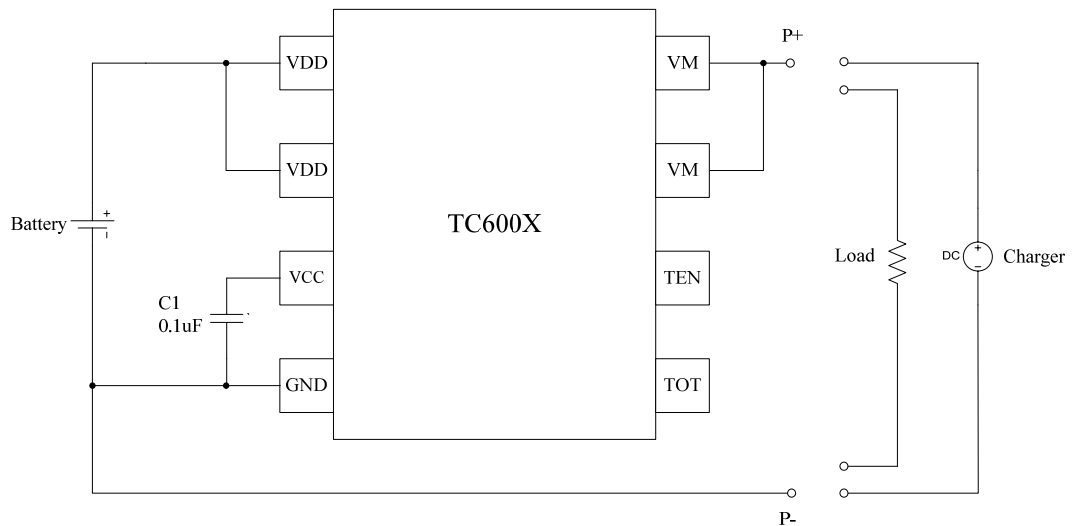 P+
VDD
VM
VDD
VM
TC600X
Battery
+
-
Load
DC
+
-
Charger
VCC
TEN
C1
0.1uF
GND
TOT
P-